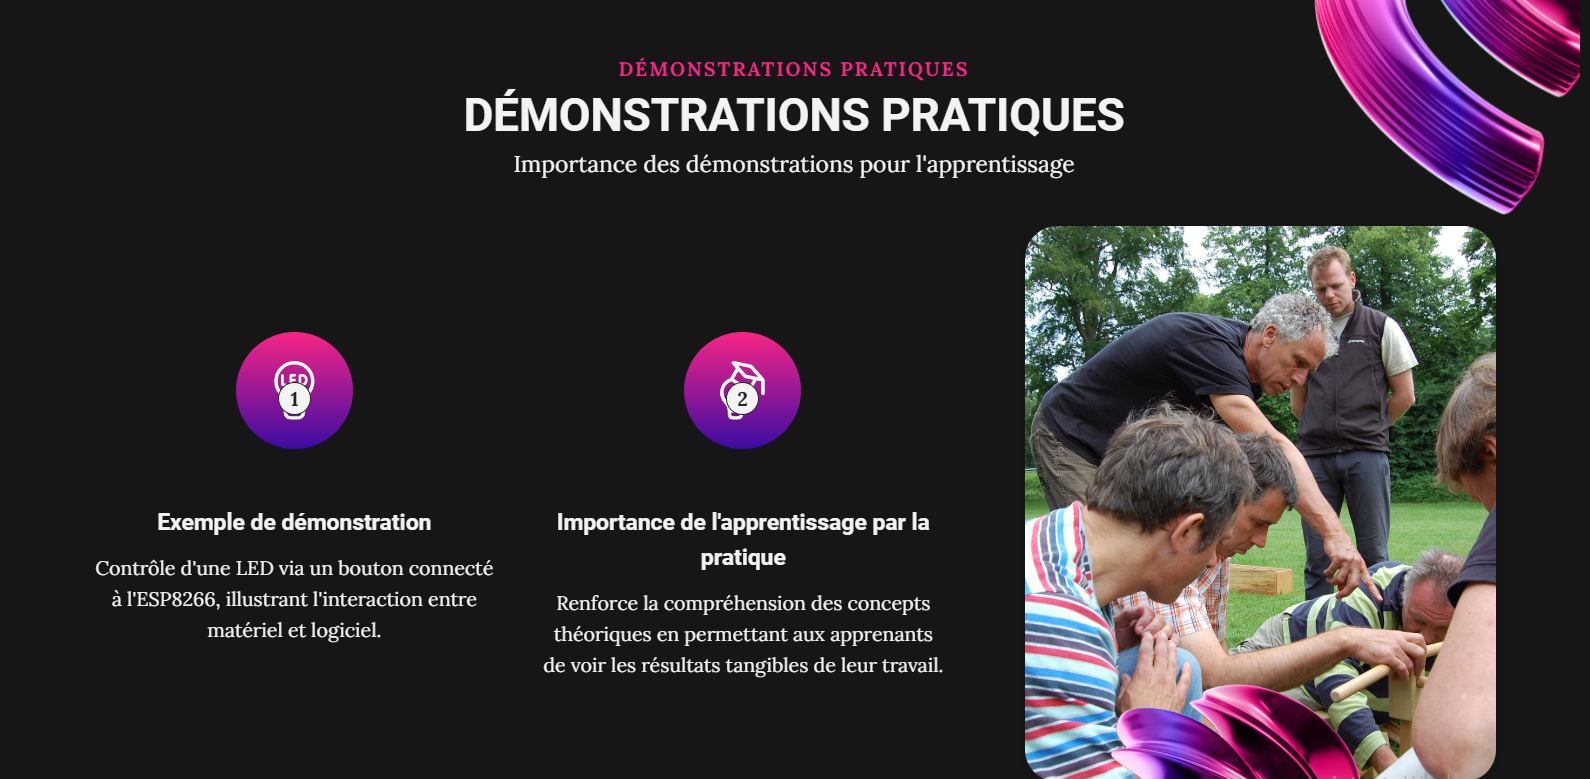 DÉMONSTRATIONS PRATIQUES
DÉMONSTRATIONS PRATIQUES
Importance des démonstrations pour l'apprentissage
LED
1
2
Exemple de démonstration
Contrôle d'une LED via un bouton connecté
à l'ESP8266, illustrant l'interaction entre
matériel et logiciel.
Importance de l'apprentissage par la
pratique
Renforce la compréhension des concepts
théoriques en permettant aux apprenants
de voir les résultats tangibles de leur travail.